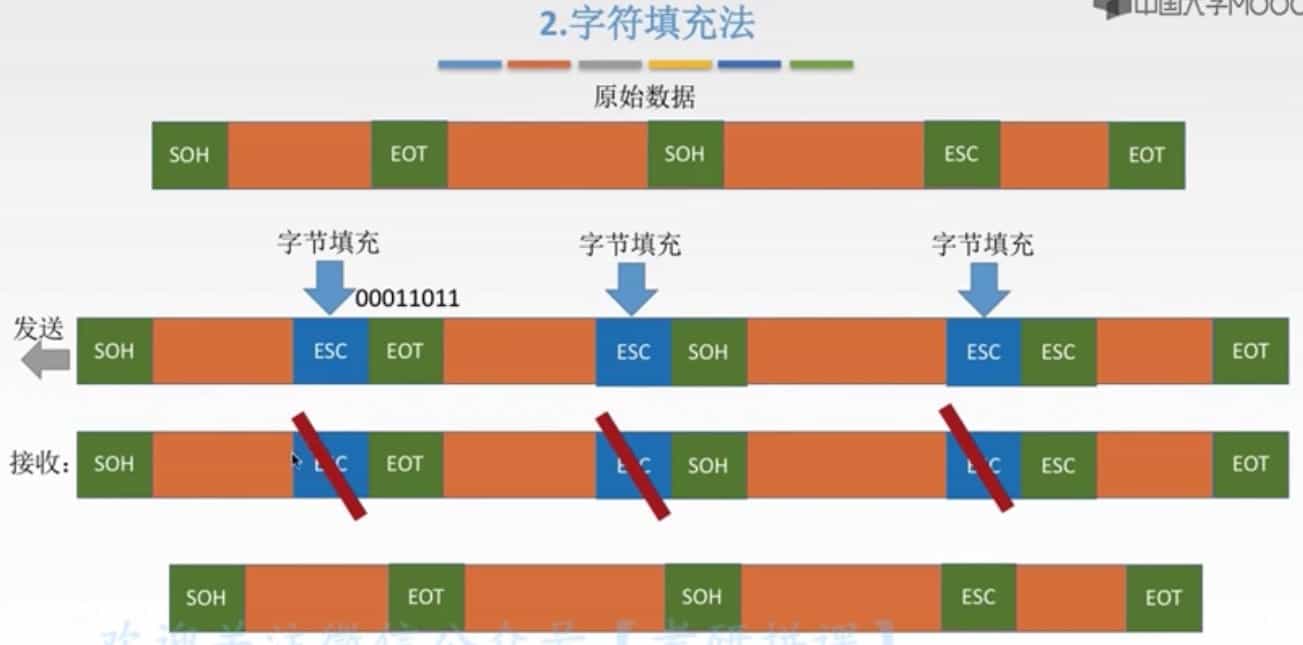 中国大学MOOC
2.字符填充法
原始数据
SOH EOT SOH ESC EOT
字节填充 字节填充 字节填充
00011011
发送
SOH ESC EOT ESC SOH ESC ESC EOT
接收:
SOH ESC EOT ESC SOH ESC ESC EOT
SOH EOT SOH ESC EOT
欢迎关注微信公众号【考研拼课】